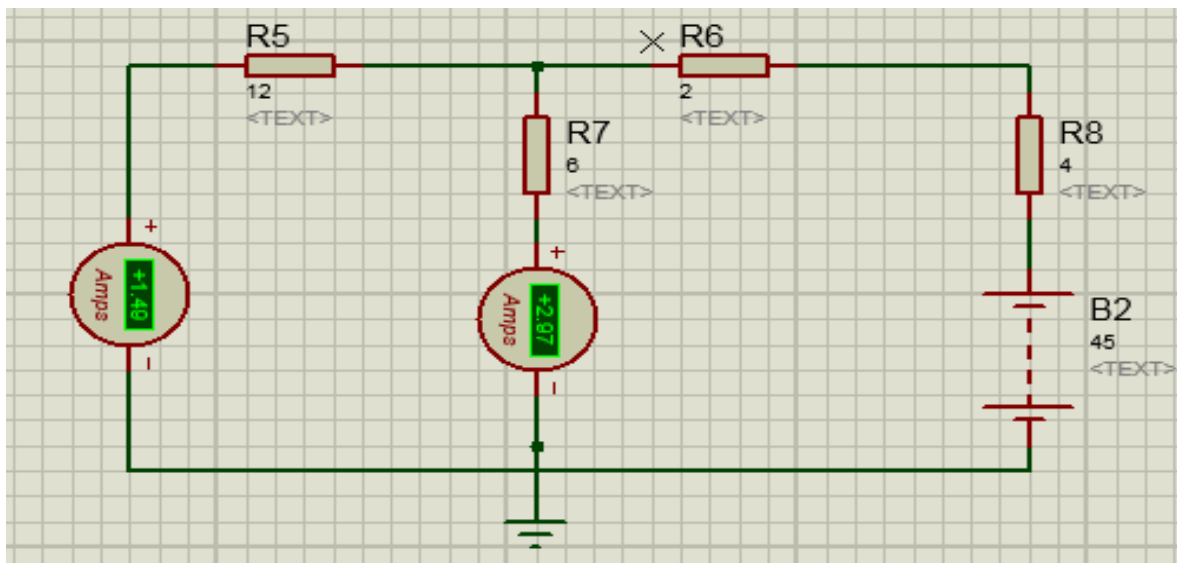 R5
12
<TEXT>
R6
2
<TEXT>
R7
6
<TEXT>
R8
4
<TEXT>
+
+1.49
Amps
-
+
+2.97
Amps
-
B2
45
<TEXT>